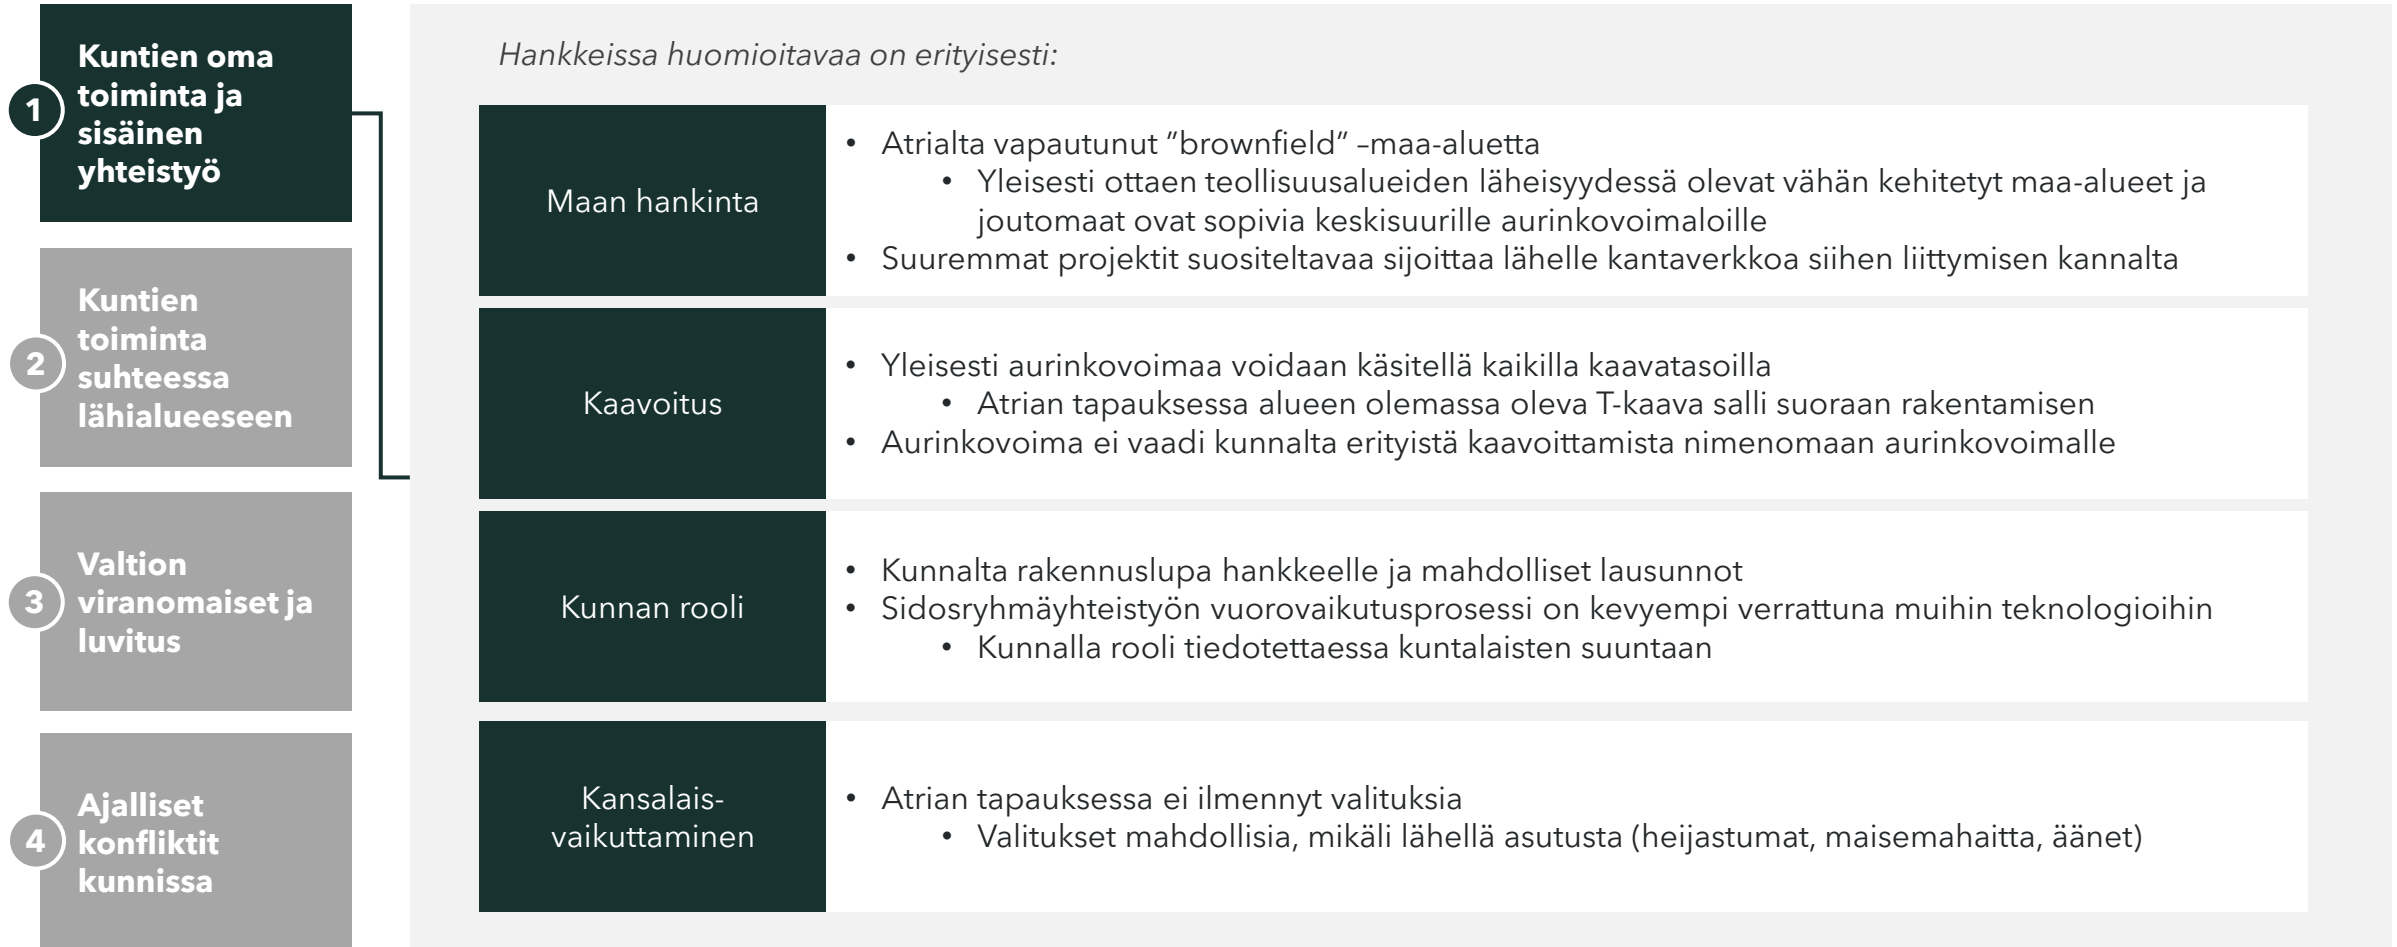 1
Kuntien oma
toiminta ja
sisäinen
yhteistyö
2
Kuntien
toiminta
suhteessa
lähialueeseen
3
Valtion
viranomaiset ja
luvitus
4
Ajalliset
konfliktit
kunnissa
Hankkeissa huomioitavaa on erityisesti:
Maan hankinta
• Atrialta vapautunut ”brownfield” –maa-aluetta
• Yleisesti ottaen teollisuusalueiden läheisyydessä olevat vähän kehitetyt maa-alueet ja
joutomaat ovat sopivia keskisuurille aurinkovoimaloille
• Suuremmat projektit suositeltavaa sijoittaa lähelle kantaverkkoa siihen liittymisen kannalta
Kaavoitus
• Yleisesti aurinkovoimaa voidaan käsitellä kaikilla kaavatasoilla
• Atrian tapauksessa alueen olemassa oleva T-kaava salli suoraan rakentamisen
• Aurinkovoima ei vaadi kunnalta erityistä kaavoittamista nimenomaan aurinkovoimalle
Kunnan rooli
• Kunnalta rakennuslupa hankkeelle ja mahdolliset lausunnot
• Sidosryhmäyhteistyön vuorovaikutusprosessi on kevyempi verrattuna muihin teknologioihin
• Kunnalla rooli tiedotettaessa kuntalaisten suuntaan
Kansalais-
vaikuttaminen
• Atrian tapauksessa ei ilmennyt valituksia
• Valitukset mahdollisia, mikäli lähellä asutusta (heijastumat, maisemahaitta, äänet)